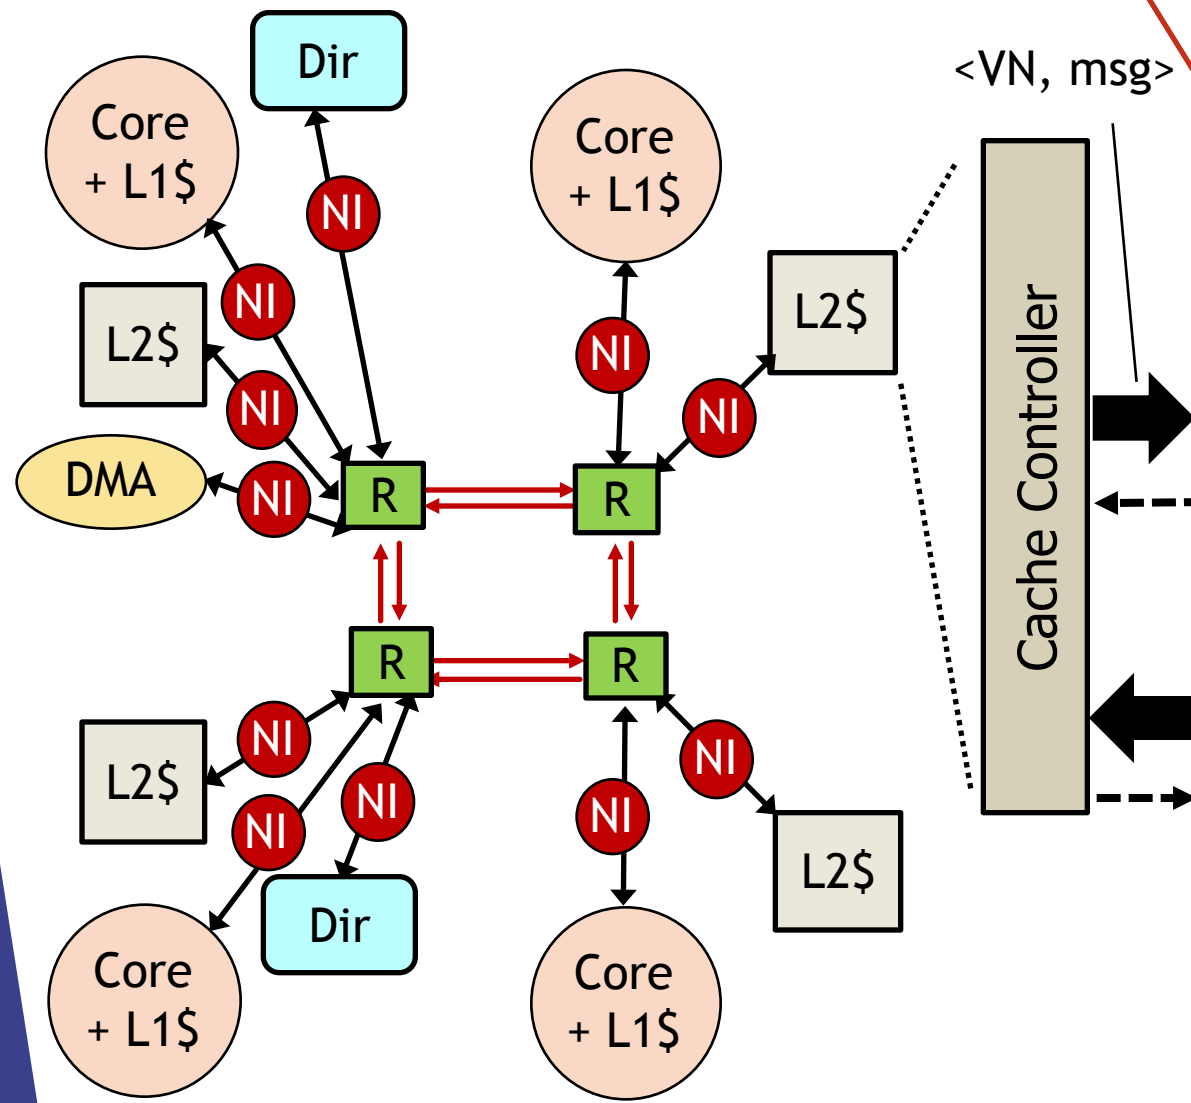 Dir
<VN, msg>
Core
+ L1$
Core
+ L1$
NI
NI
L2$
L2$
NI
NI
NI
DMA
NI
R
R
Cache Controller
R
R
NI
L2$
NI
NI
NI
NI
L2$
Dir
Core
+ L1$
Core
+ L1$